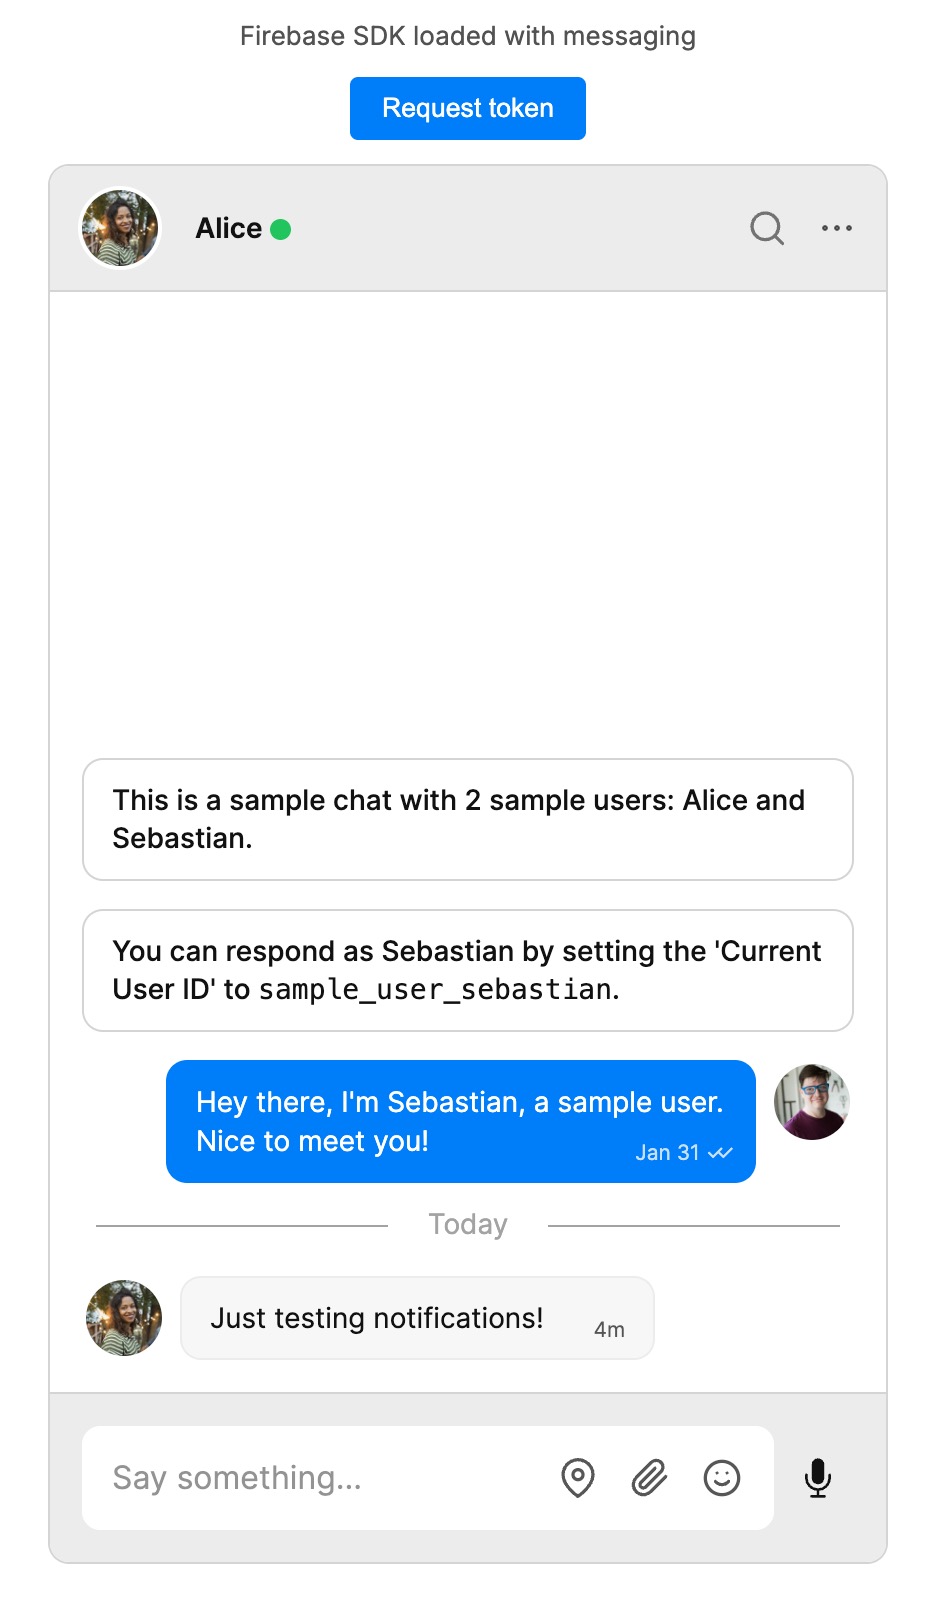 Firebase SDK loaded with messaging
Request token
Alice
This is a sample chat with 2 sample users: Alice and
Sebastian.
You can respond as Sebastian by setting the 'Current
User ID' to sample_user_sebastian.
Hey there, I'm Sebastian, a sample user.
Nice to meet you!
Jan 31
Today
Just testing notifications!
4m
Say something...